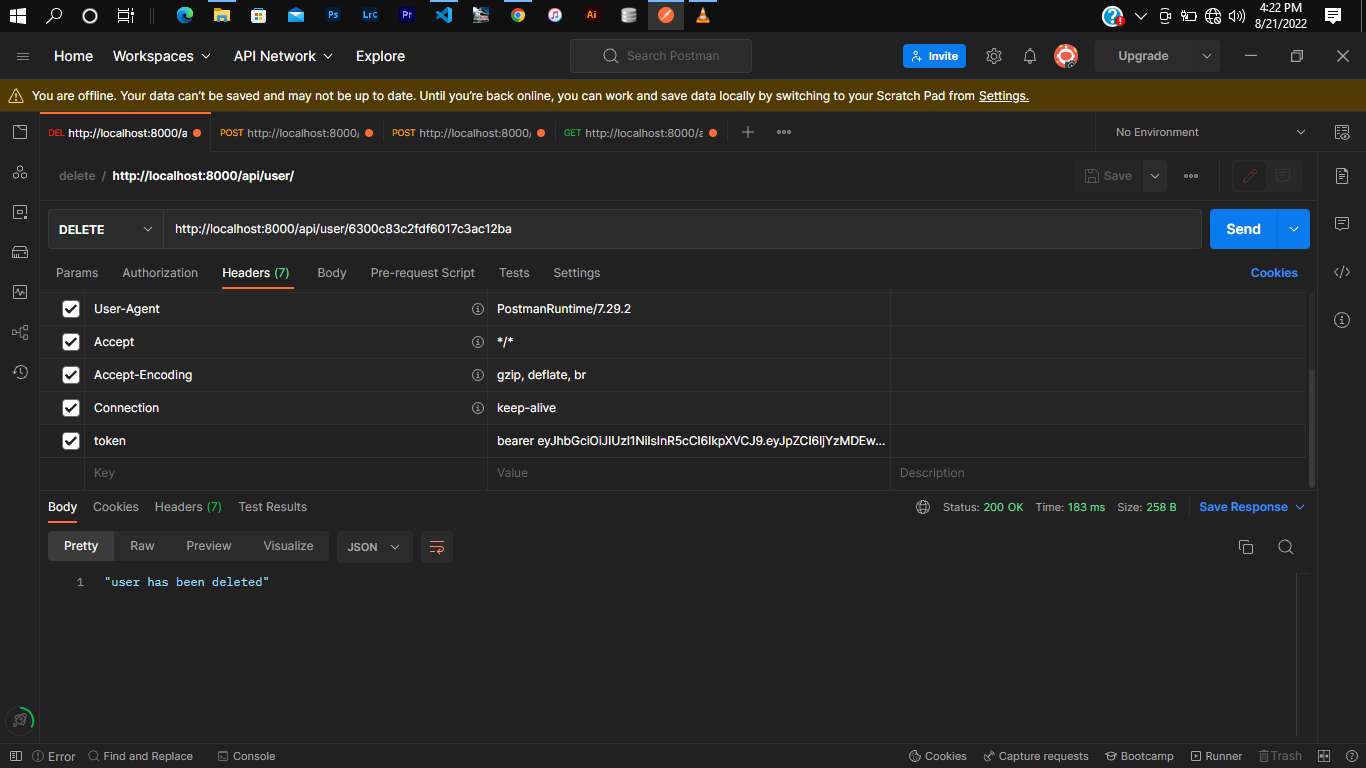 Ps Lrc Pr Ai
4:22 PM
8/21/2022
Home Workspaces API Network Explore
Search Postman
Invite
Upgrade
You are offline. Your data can't be saved and may not be up to date. Until you're back online, you can work and save data locally by switching to your Scratch Pad from Settings.
DEL http://localhost:8000/a
POST http://localhost:8000/
POST http://localhost:8000/
GET http://localhost:8000/a
No Environment
delete / http://localhost:8000/api/user/
Save
DELETE http://localhost:8000/api/user/6300c83c2fdf6017c3ac12ba Send
Params Authorization Headers (7) Body Pre-request Script Tests Settings Cookies
User-Agent PostmanRuntime/7.29.2
Accept */*
Accept-Encoding gzip, deflate, br
Connection keep-alive
token bearer eyJhbGciOiJIUzI1NiIsInR5cCI6IkpXVCJ9.eyJpZCI6IjYzMDEw...
Key Value Description
Body Cookies Headers (7) Test Results Status: 200 OK Time: 183 ms Size: 258 B Save Response
Pretty Raw Preview Visualize JSON
1 "user has been deleted"
Error Find and Replace Console Cookies Capture requests Bootcamp Runner Trash